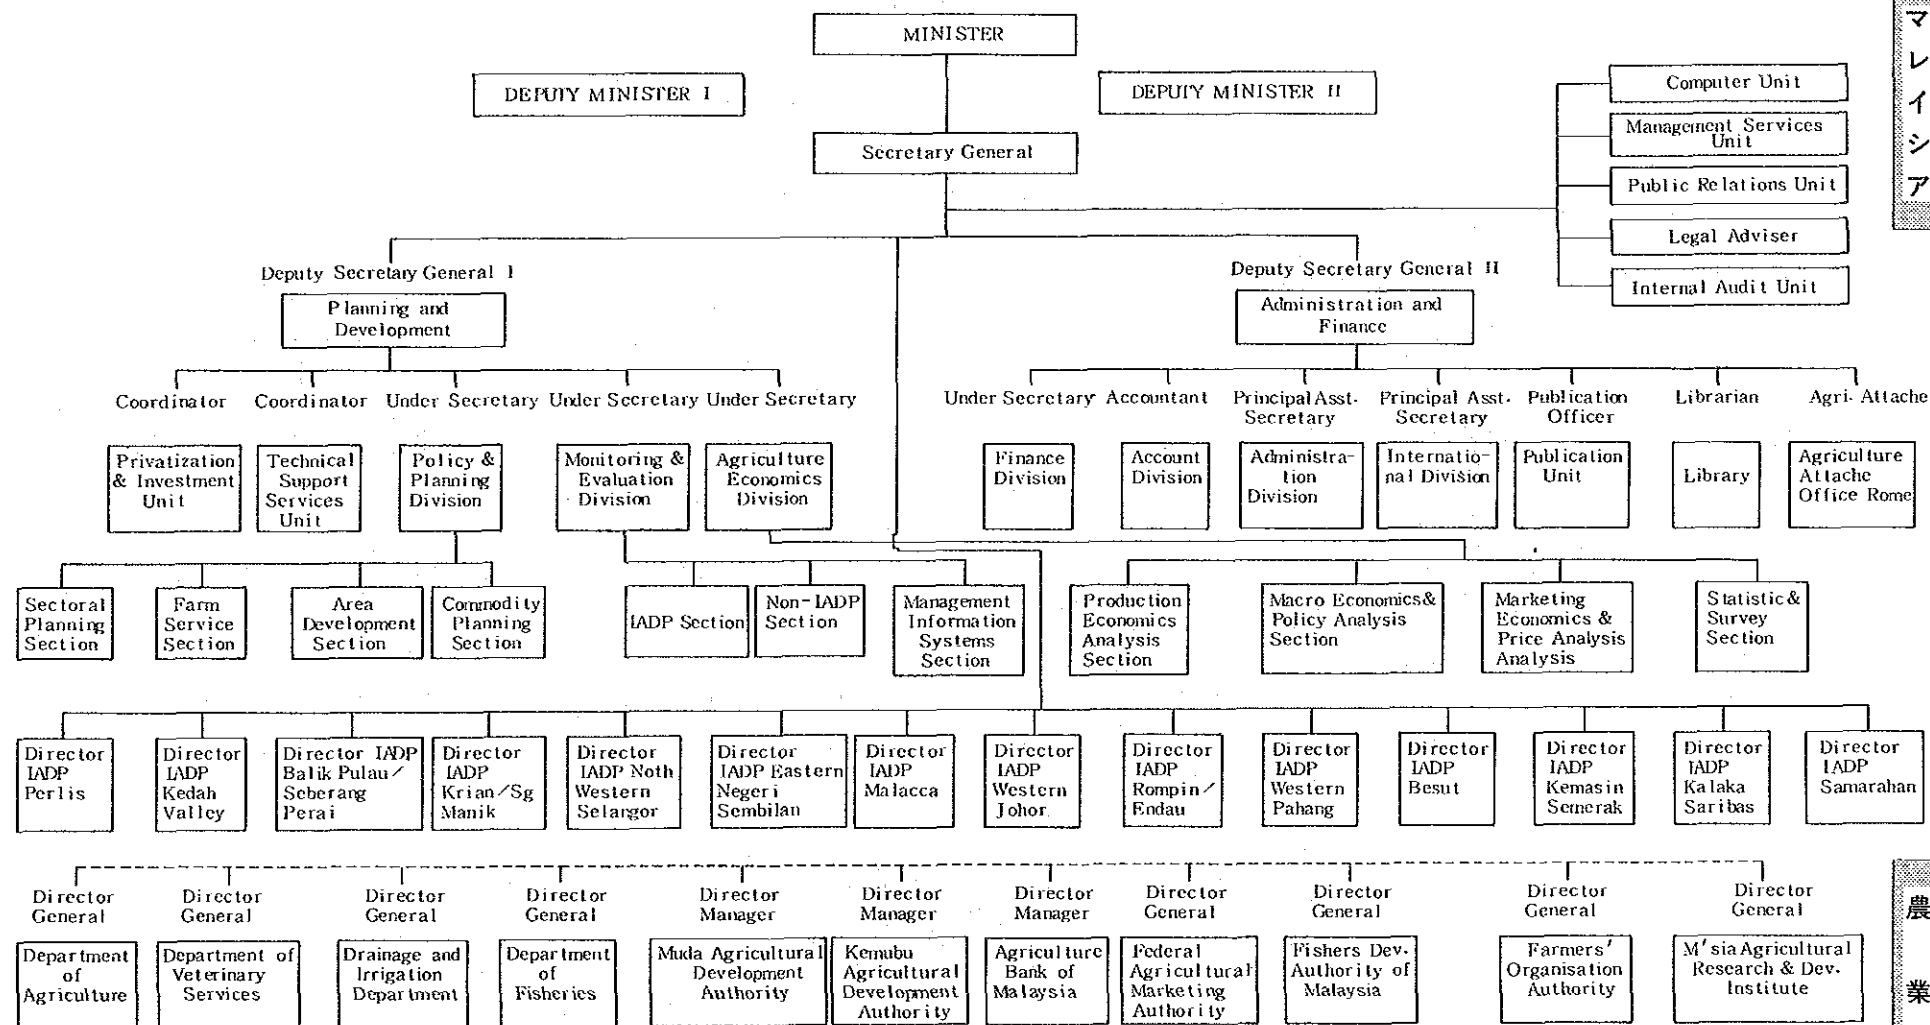 マレイシア
MINISTER
DEPUTY MINISTER I
DEPUTY MINISTER II
Secretary General
Computer Unit
Management Services
Unit
Public Relations Unit
Legal Adviser
Internal Audit Unit
Deputy Secretary General I
Planning and
Development
Deputy Secretary General II
Administration and
Finance
Coordinator
Coordinator
Under Secretary
Under Secretary
Under Secretary
Under Secretary
Accountant
Principal Asst.
Secretary
Principal Asst.
Secretary
Publication
Officer
Librarian
Agri- Attache
Privatization
& Investment
Unit
Technical
Support
Services
Unit
Policy &
Planning
Division
Monitoring &
Evaluation
Division
Agriculture
Economics
Division
Finance
Division
Account
Division
Administra-
tion
Division
Internatio-
nal Division
Publication
Unit
Library
Agriculture
Attache
Office Rome
Sectoral
Planning
Section
Farm
Service
Section
Area
Development
Section
Commodity
Planning
Section
IADP Section
Non-IADP
Section
Management
Information
Systems
Section
Production
Economics
Analysis
Section
Macro Economics &
Policy Analysis
Section
Marketing
Economics &
Price Analysis
Analysis
Statistic &
Survey
Section
Director
IADP
Perlis
Director
IADP
Kedah
Valley
Director IADP
Balik Pulau/
Seberang
Perai
Director
IADP
Krian/Sg
Manik
Director
IADP Noth
Western
Selangor
Director
IADP Eastern
Negeri
Sembilan
Director
IADP
Malacca
Director
IADP
Western
Johor
Director
IADP
Rompin/
Endau
Director
IADP
Western
Pahang
Director
IADP
Besut
Director
IADP
Kemasin
Semerak
Director
IADP
Kalaka
Saribas
Director
IADP
Samarahan
Director
General
Director
General
Director
General
Director
General
Director
Manager
Director
Manager
Director
Manager
Director
General
Director
General
Director
General
Director
General
Department
of
Agriculture
Department of
Veterinary
Services
Drainage and
Irrigation
Department
Department
of
Fisheries
Muda Agricultural
Development
Authority
Kemubu
Agricultural
Development
Authority
Agriculture
Bank of
Malaysia
Federal
Agricultural
Marketing
Authority
Fishers Dev.
Authority of
Malaysia
Farmers'
Organisation
Authority
M'sia Agricultural
Research & Dev.
Institute
農業